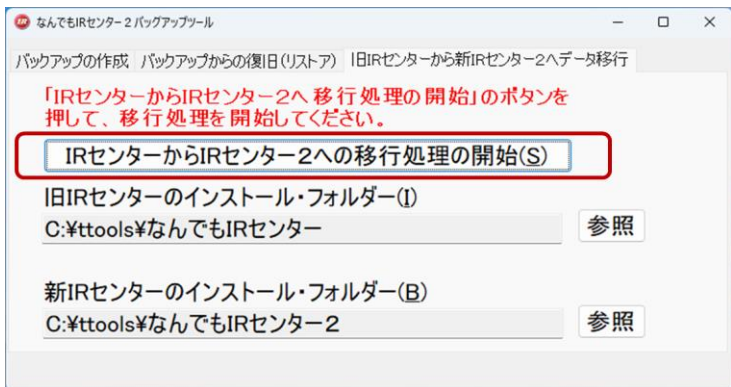 なんでもIRセンター2 バックアップツール
バックアップの作成 バックアップからの復旧(リストア) 旧IRセンターから新IRセンター2へデータ移行
「IRセンターからIRセンター2へ移行処理の開始」のボタンを
押して、移行処理を開始してください。
IRセンターからIRセンター2への移行処理の開始(S)
旧IRセンターのインストール・フォルダー(I)
C:¥ttools¥なんでもIRセンター 参照
新IRセンターのインストール・フォルダー(B)
C:¥ttools¥なんでもIRセンター2 参照